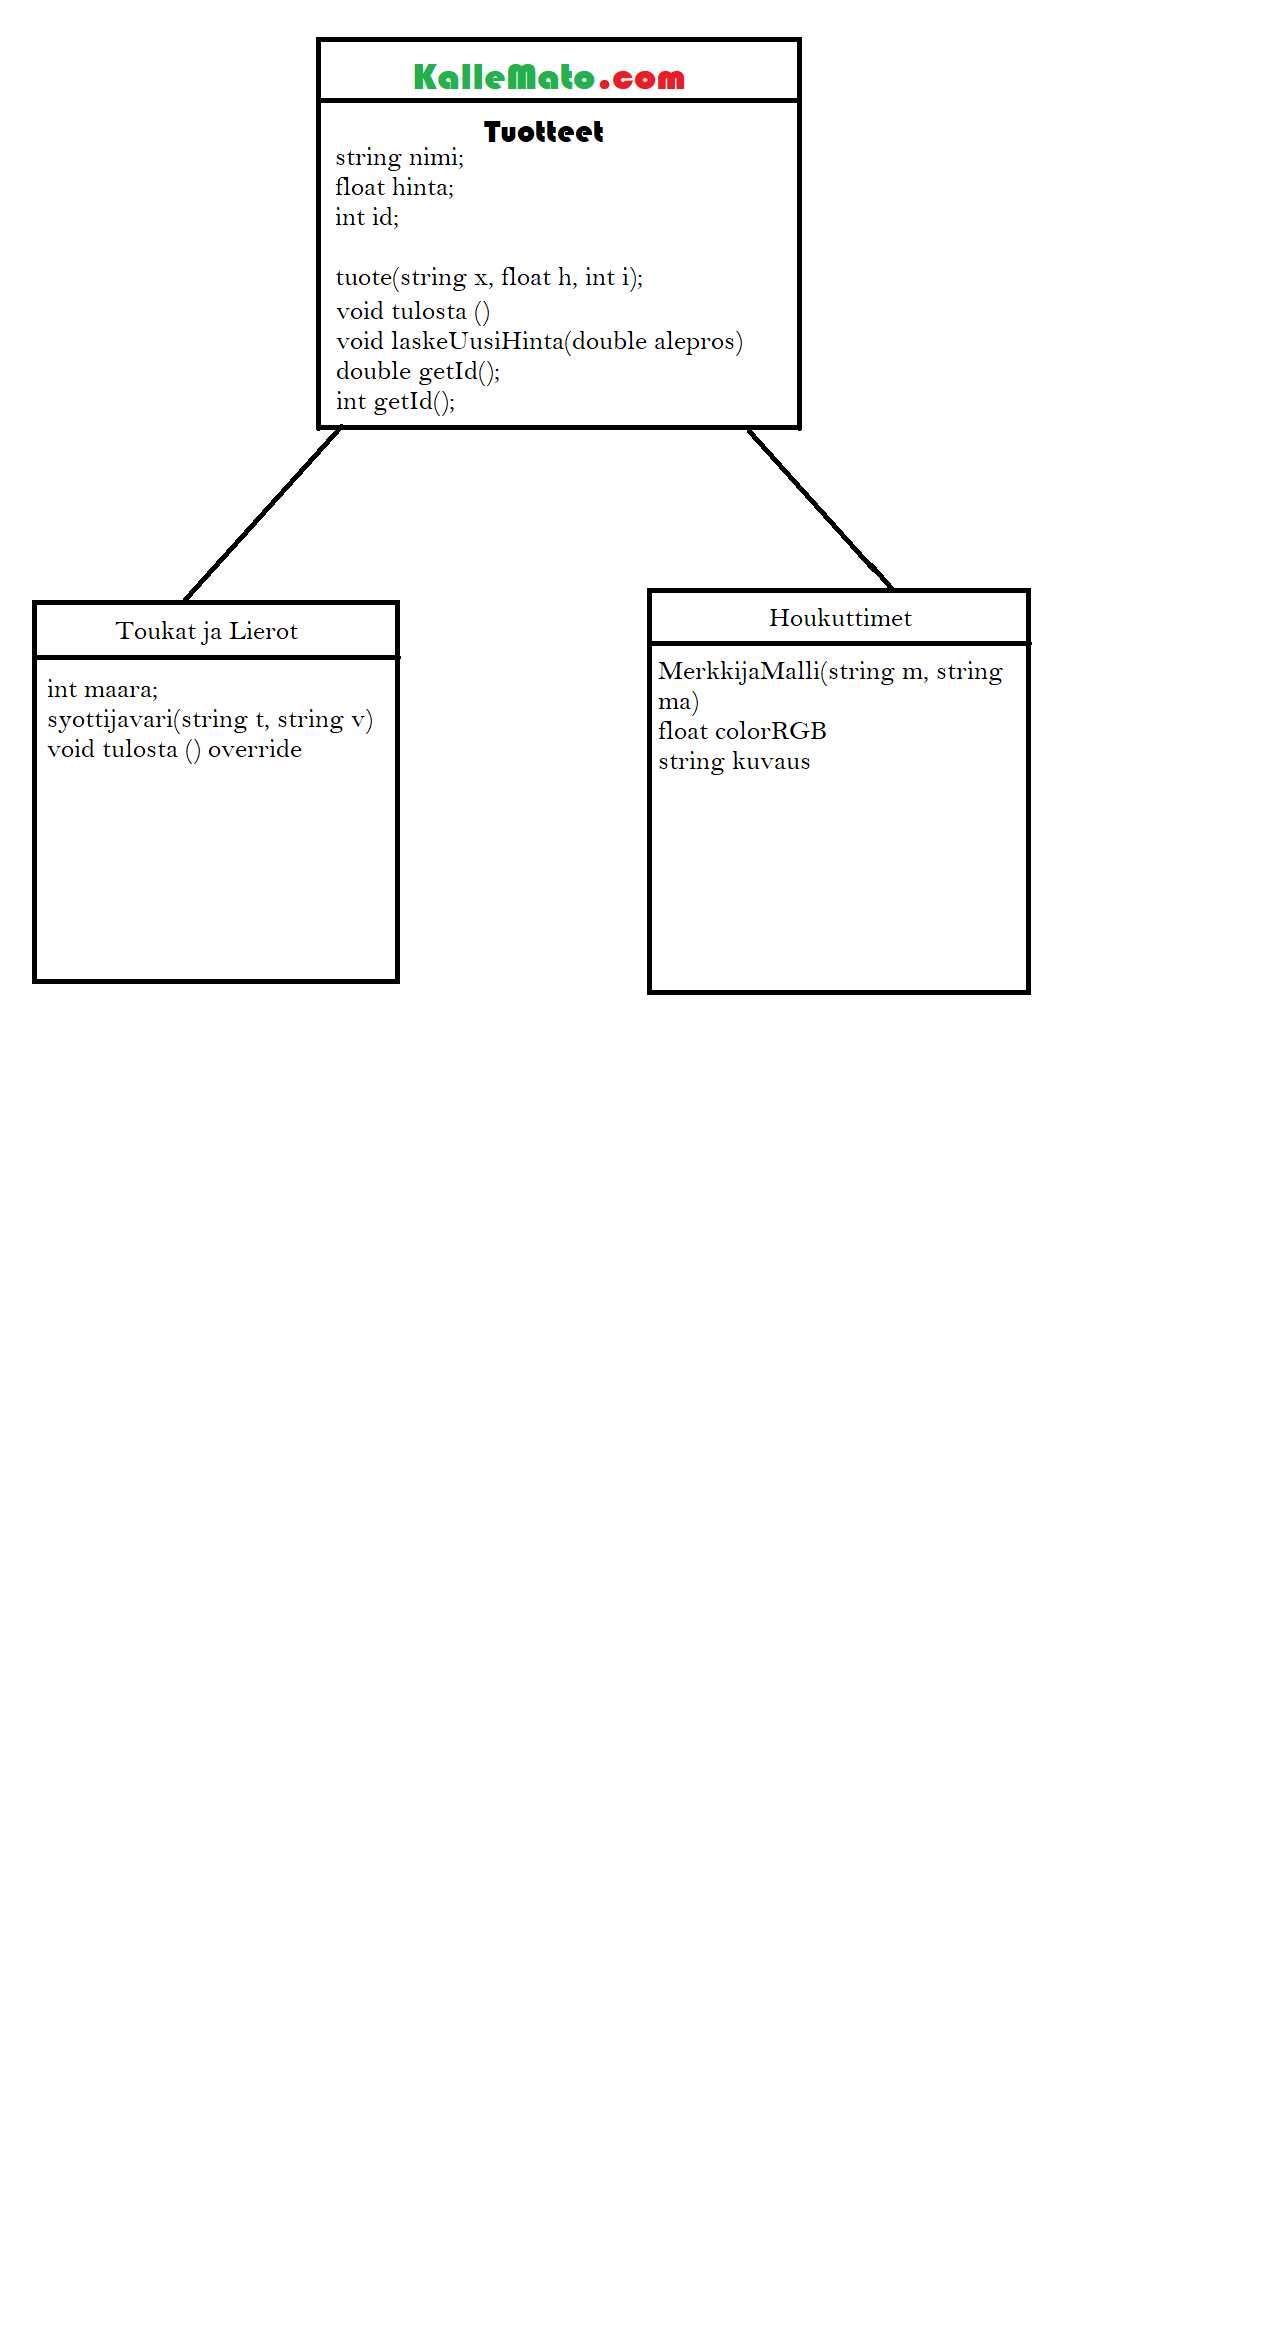 KalleMato.com
Tuotteet
string nimi;
float hinta;
int id;
tuote(string x, float h, int i);
void tulosta ()
void laskeUusiHinta(double alepros)
double getId();
int getId();
Toukat ja Lierot
int maara;
syottijavari(string t, string v)
void tulosta () override
Houkuttimet
MerkkijaMalli(string m, string
ma)
float colorRGB
string kuvaus